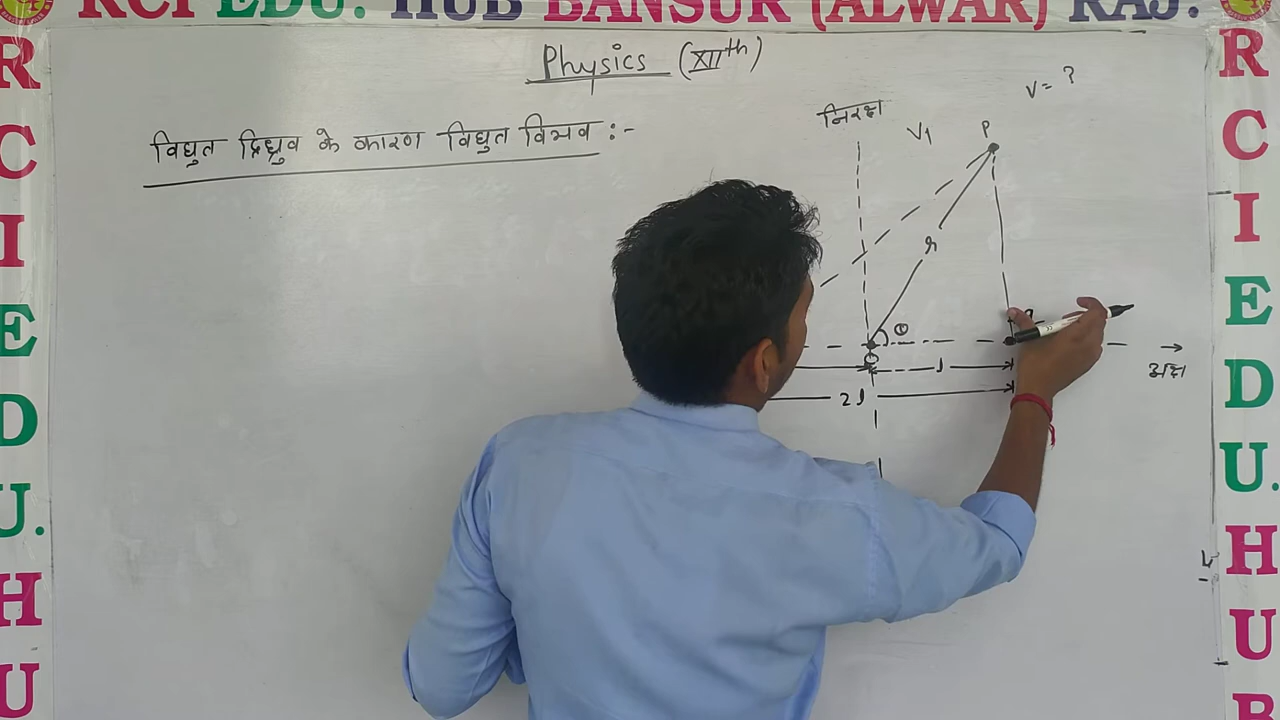 RCI EDU. HUB BANSUR (ALWAR) RAJ.
Physics (XIIth)
विद्युत द्विध्रुव के कारण विद्युत विभव :-
निरक्ष
V1
P
V = ?
r
θ
O
l
2l
अक्ष
R
C
I
E
D
U.
H
U
R
C
I
E
D
U.
H
U
B